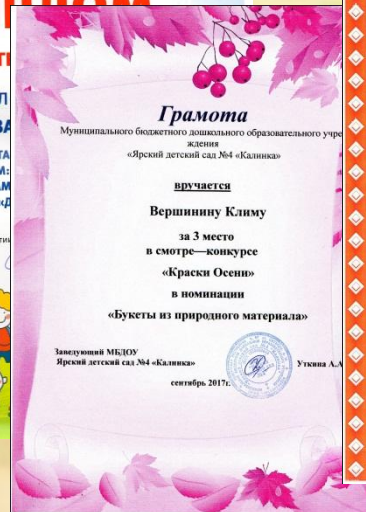 Грамота
Муниципального бюджетного дошкольного образовательного учре
ждения
«Ярский детский сад №4 «Калинка»
вручается
Вершинину Климу
за 3 место
в смотре—конкурсе
«Краски Осени»
в номинации
«Букеты из природного материала»
Заведующий МБДОУ
Ярский детский сад №4 «Калинка» Уткина А.А
сентябрь 2017г.